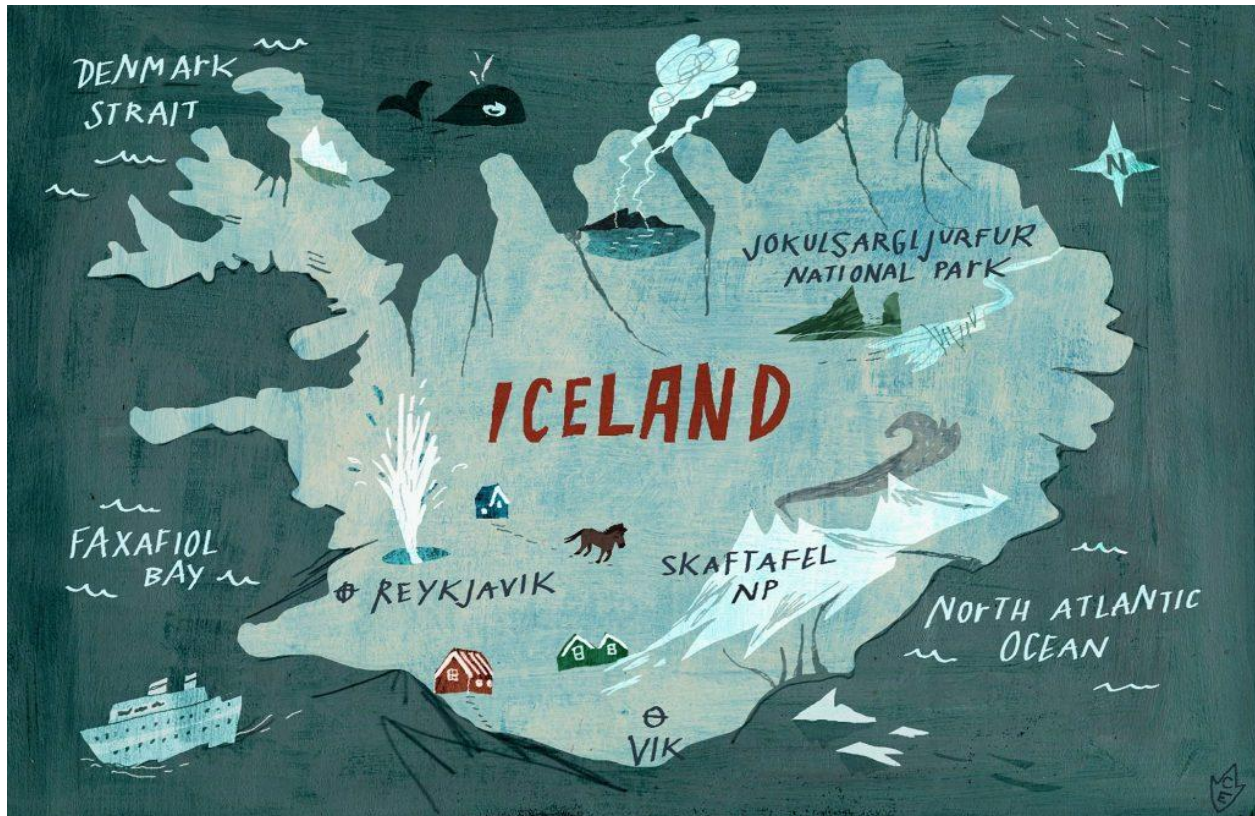 DENMARK
STRAIT
N
JOKULSARGLJURFUR
NATIONAL PARK
ICELAND
FAXAFIOL
BAY
REYKJAVIK
SKAFTAFEL
NP
NORTH ATLANTIC
OCEAN
VIK